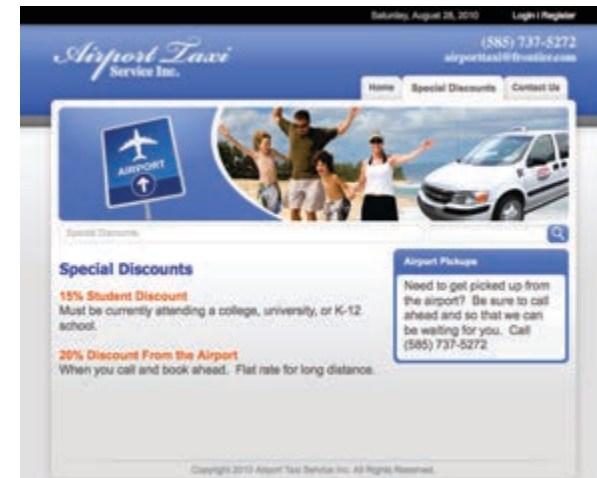 Saturday, August 28, 2010 Login | Register
Airport Taxi
Service Inc.
(585) 737-5272
airporttaxi@frontier.com
Home Special Discounts Contact Us
AIRPORT
Special Discounts
Special Discounts
15% Student Discount
Must be currently attending a college, university, or K-12
school.
20% Discount From the Airport
When you call and book ahead. Flat rate for long distance.
Airport Pickups
Need to get picked up from
the airport? Be sure to call
ahead and so that we can
be waiting for you. Call
(585) 737-5272
Copyright 2010 Airport Taxi Service Inc. All Rights Reserved.